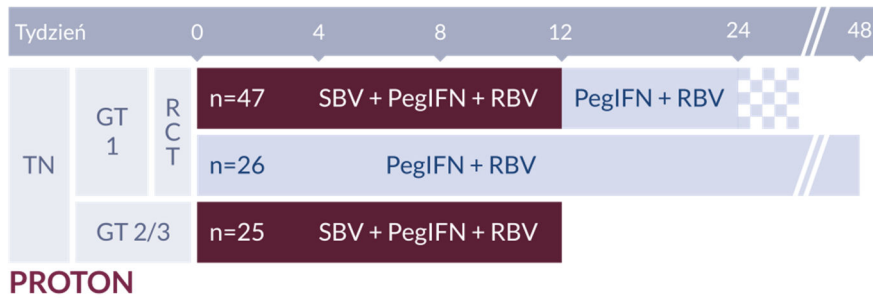 Tydzień 0 4 8 12 24 48
TN GT 1 RCT n=47 SBV + PegIFN + RBV PegIFN + RBV
n=26 PegIFN + RBV
GT 2/3 n=25 SBV + PegIFN + RBV
PROTON